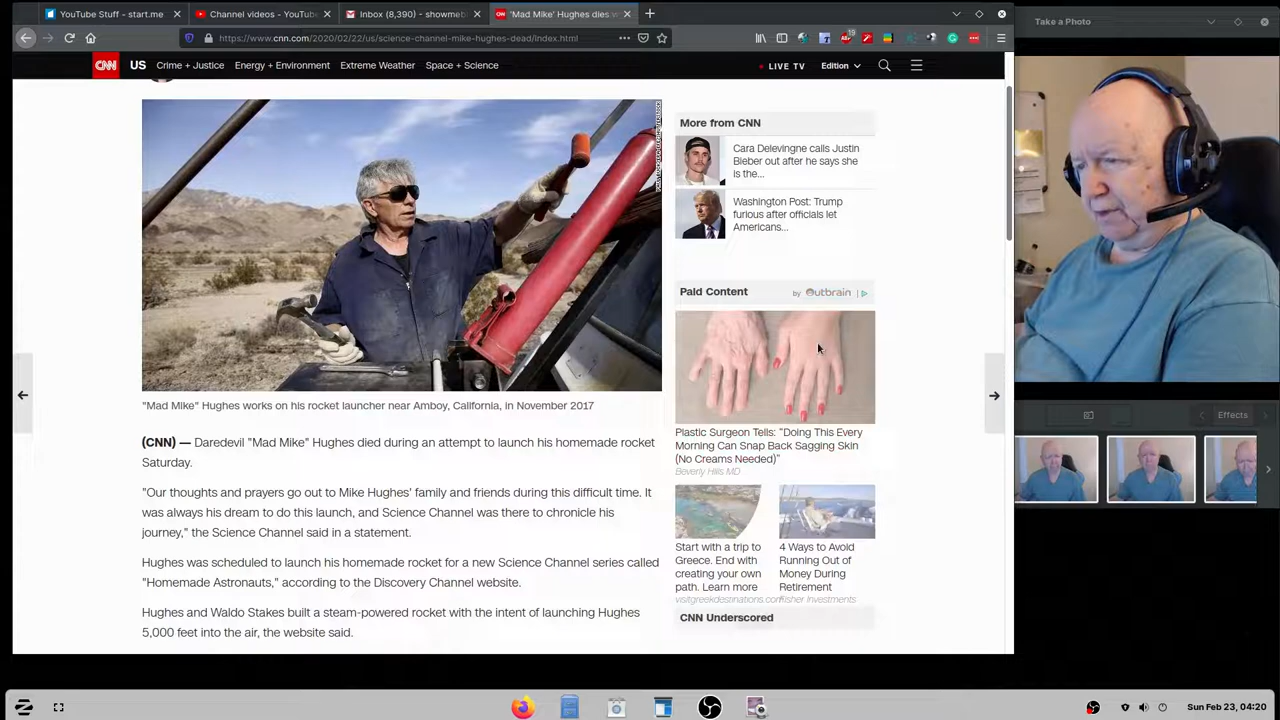 YouTube Stuff - start.me
Channel videos - YouTub
Inbox (8,390) - showmeb
'Mad Mike' Hughes dies w
Take a Photo
https://www.cnn.com/2020/02/22/us/science-channel-mike-hughes-dead/index.html
19
CNN
US
Crime + Justice
Energy + Environment
Extreme Weather
Space + Science
LIVE TV
Edition
"Mad Mike" Hughes works on his rocket launcher near Amboy, California, in November 2017
(CNN) — Daredevil "Mad Mike" Hughes died during an attempt to launch his homemade rocket
Saturday.
"Our thoughts and prayers go out to Mike Hughes' family and friends during this difficult time. It
was always his dream to do this launch, and Science Channel was there to chronicle his
journey," the Science Channel said in a statement.
Hughes was scheduled to launch his homemade rocket for a new Science Channel series called
"Homemade Astronauts," according to the Discovery Channel website.
Hughes and Waldo Stakes built a steam-powered rocket with the intent of launching Hughes
5,000 feet into the air, the website said.
More from CNN
Cara Delevingne calls Justin
Bieber out after he says she
is the...
Washington Post: Trump
furious after officials let
Americans...
Paid Content
by Outbrain
Plastic Surgeon Tells: "Doing This Every
Morning Can Snap Back Sagging Skin
(No Creams Needed)"
Beverly Hills MD
Start with a trip to
Greece. End with
creating your own
path. Learn more
visitgreekdestinations.com
4 Ways to Avoid
Running Out of
Money During
Retirement
Fisher Investments
CNN Underscored
Effects
Sun Feb 23, 04:20